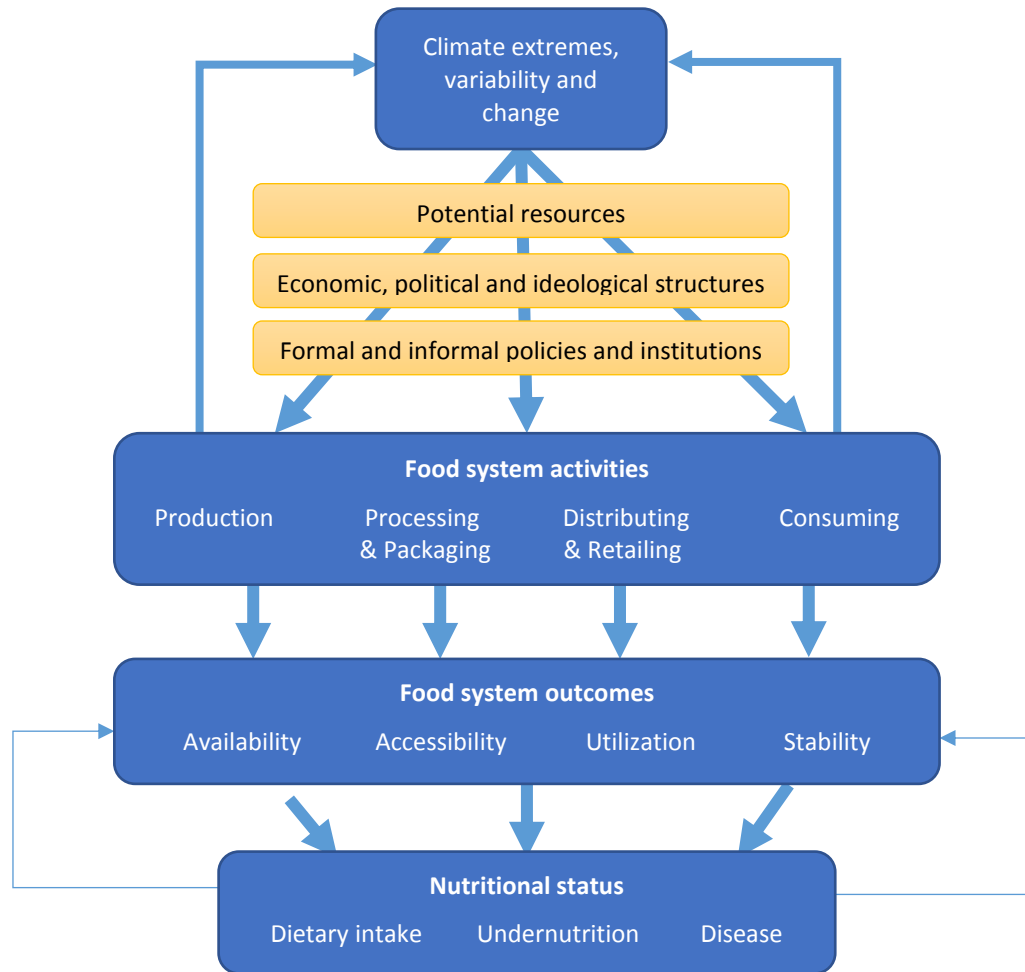 Climate extremes,
variability and
change
Potential resources
Economic, political and ideological structures
Formal and informal policies and institutions
Food system activities
Production Processing Distributing Consuming
& Packaging & Retailing
Food system outcomes
Availability Accessibility Utilization Stability
Nutritional status
Dietary intake Undernutrition Disease